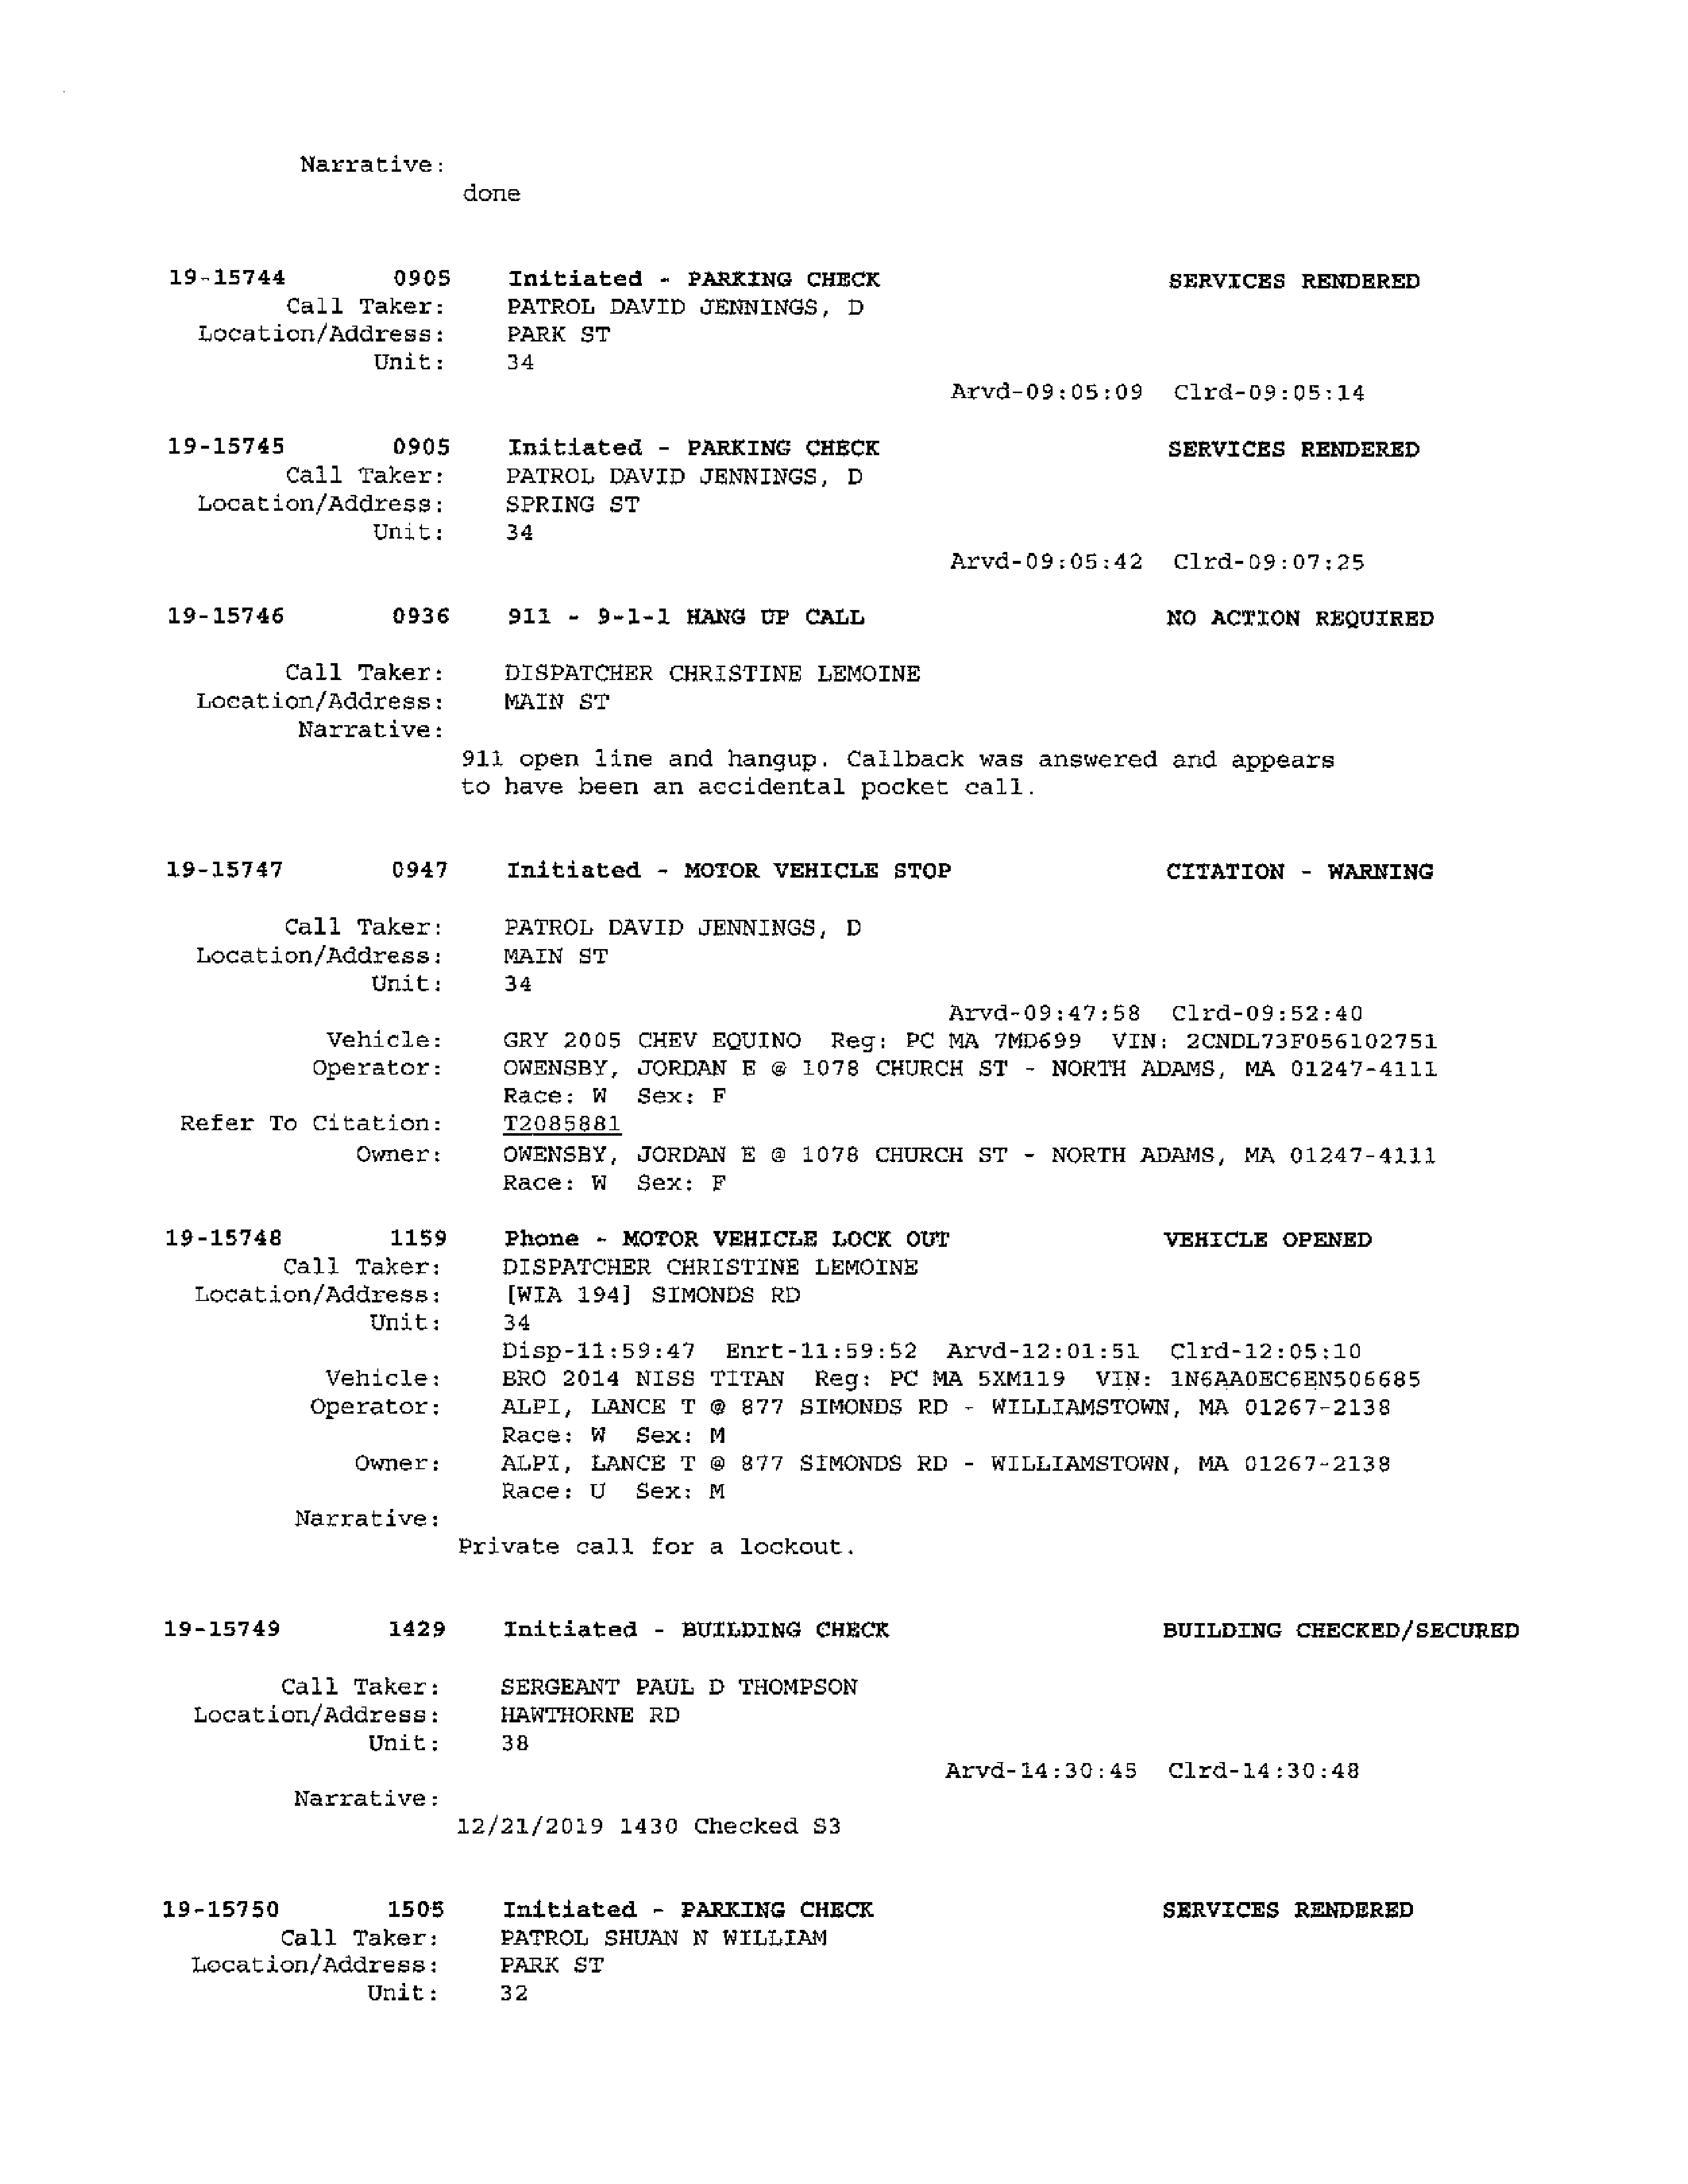 Narrative:
done
19-15744 0905 Initiated - PARKING CHECK SERVICES RENDERED
Call Taker: PATROL DAVID JENNINGS, D
Location/Address: PARK ST
Unit: 34
Arvd-09:05:09 Clrd-09:05:14
19-15745 0905 Initiated - PARKING CHECK SERVICES RENDERED
Call Taker: PATROL DAVID JENNINGS, D
Location/Address: SPRING ST
Unit: 34
Arvd-09:05:42 Clrd-09:07:25
19-15746 0936 911 - 9-1-1 HANG UP CALL NO ACTION REQUIRED
Call Taker: DISPATCHER CHRISTINE LEMOINE
Location/Address: MAIN ST
Narrative:
911 open line and hangup. Callback was answered and appears
to have been an accidental pocket call.
19-15747 0947 Initiated - MOTOR VEHICLE STOP CITATION - WARNING
Call Taker: PATROL DAVID JENNINGS, D
Location/Address: MAIN ST
Unit: 34
Arvd-09:47:58 Clrd-09:52:40
Vehicle: GRY 2005 CHEV EQUINO Reg: PC MA 7MD699 VIN: 2CNDL73F056102751
Operator: OWENSBY, JORDAN E @ 1078 CHURCH ST - NORTH ADAMS, MA 01247-4111
Race: W Sex: F
Refer To Citation: T2085881
Owner: OWENSBY, JORDAN E @ 1078 CHURCH ST - NORTH ADAMS, MA 01247-4111
Race: W Sex: F
19-15748 1159 Phone - MOTOR VEHICLE LOCK OUT VEHICLE OPENED
Call Taker: DISPATCHER CHRISTINE LEMOINE
Location/Address: [WIA 194] SIMONDS RD
Unit: 34
Disp-11:59:47 Enrt-11:59:52 Arvd-12:01:51 Clrd-12:05:10
Vehicle: BRO 2014 NISS TITAN Reg: PC MA 5XM119 VIN: 1N6AA0EC6EN506685
Operator: ALPI, LANCE T @ 877 SIMONDS RD - WILLIAMSTOWN, MA 01267-2138
Race: W Sex: M
Owner: ALPI, LANCE T @ 877 SIMONDS RD - WILLIAMSTOWN, MA 01267-2138
Race: U Sex: M
Narrative:
Private call for a lockout.
19-15749 1429 Initiated - BUILDING CHECK BUILDING CHECKED/SECURED
Call Taker: SERGEANT PAUL D THOMPSON
Location/Address: HAWTHORNE RD
Unit: 38
Arvd-14:30:45 Clrd-14:30:48
Narrative:
12/21/2019 1430 Checked S3
19-15750 1505 Initiated - PARKING CHECK SERVICES RENDERED
Call Taker: PATROL SHUAN N WILLIAM
Location/Address: PARK ST
Unit: 32